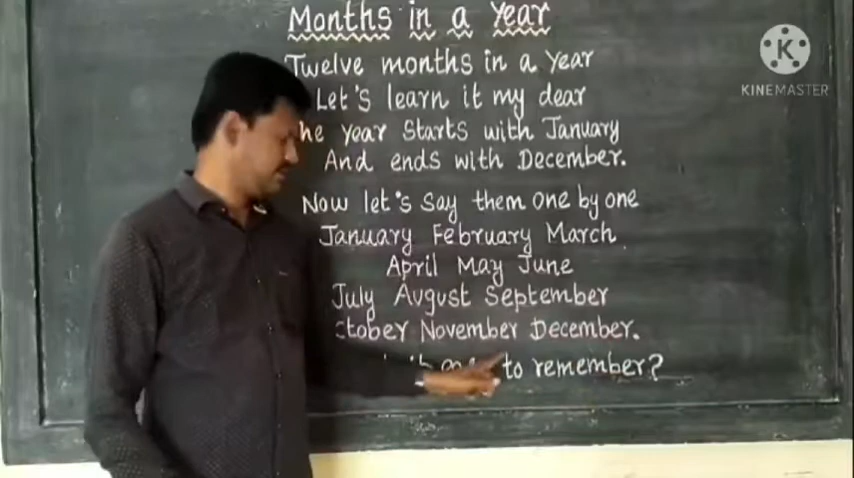 Months in a Year
Twelve months in a year
Let's learn it my dear
he year starts with January
And ends with December.
Now let's say them one by one
January February March
April May June
July August September
ctober November December.
to remember?
K
KINEMASTER